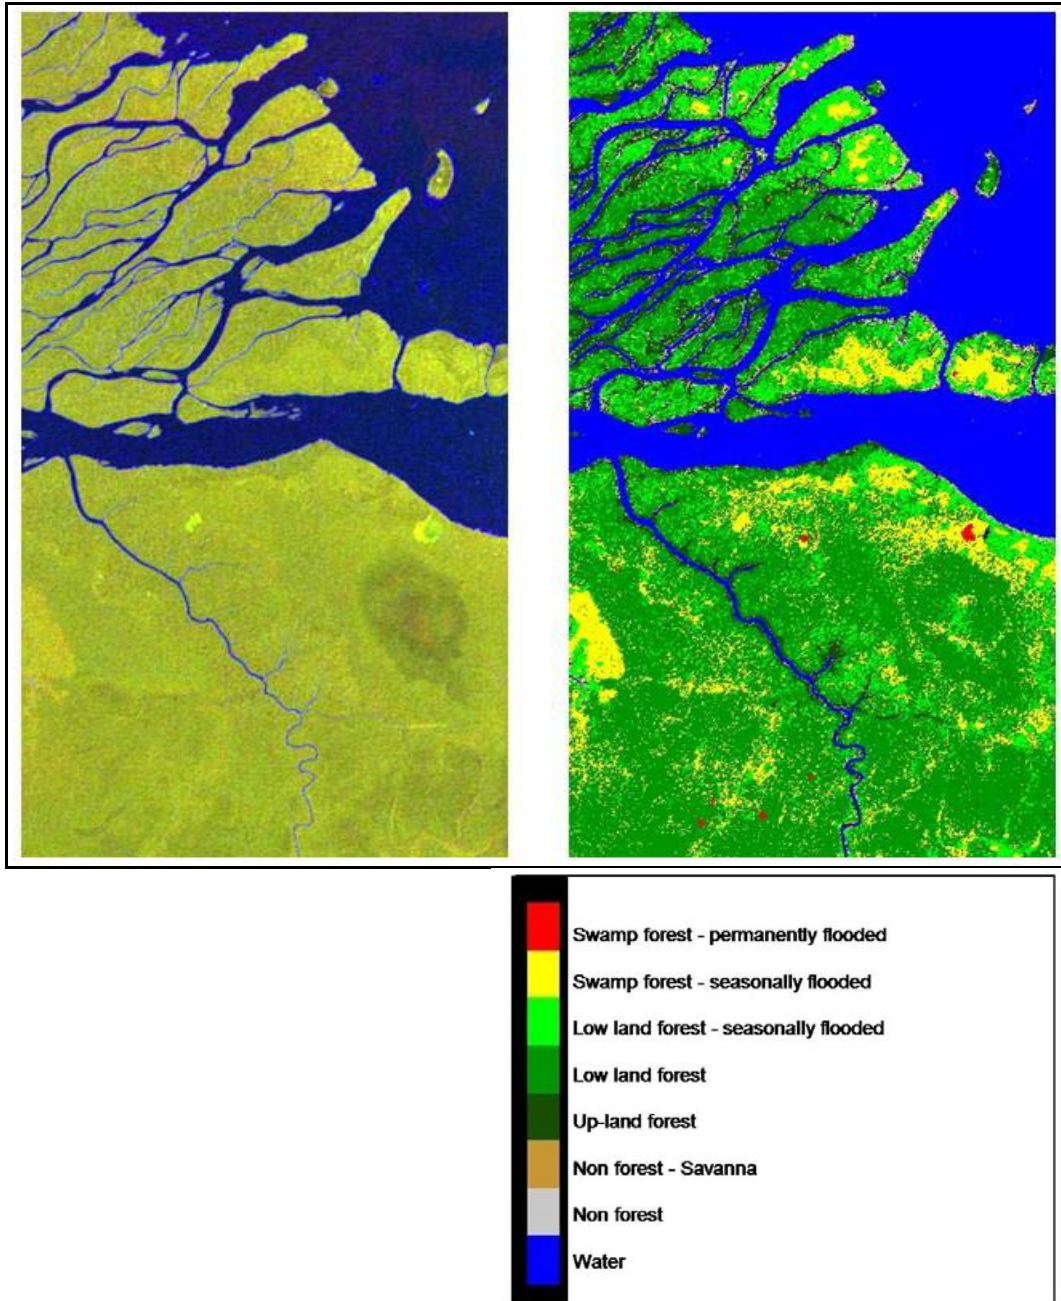 Swamp forest - permanently flooded
Swamp forest - seasonally flooded
Low land forest - seasonally flooded
Low land forest
Up-land forest
Non forest - Savanna
Non forest
Water